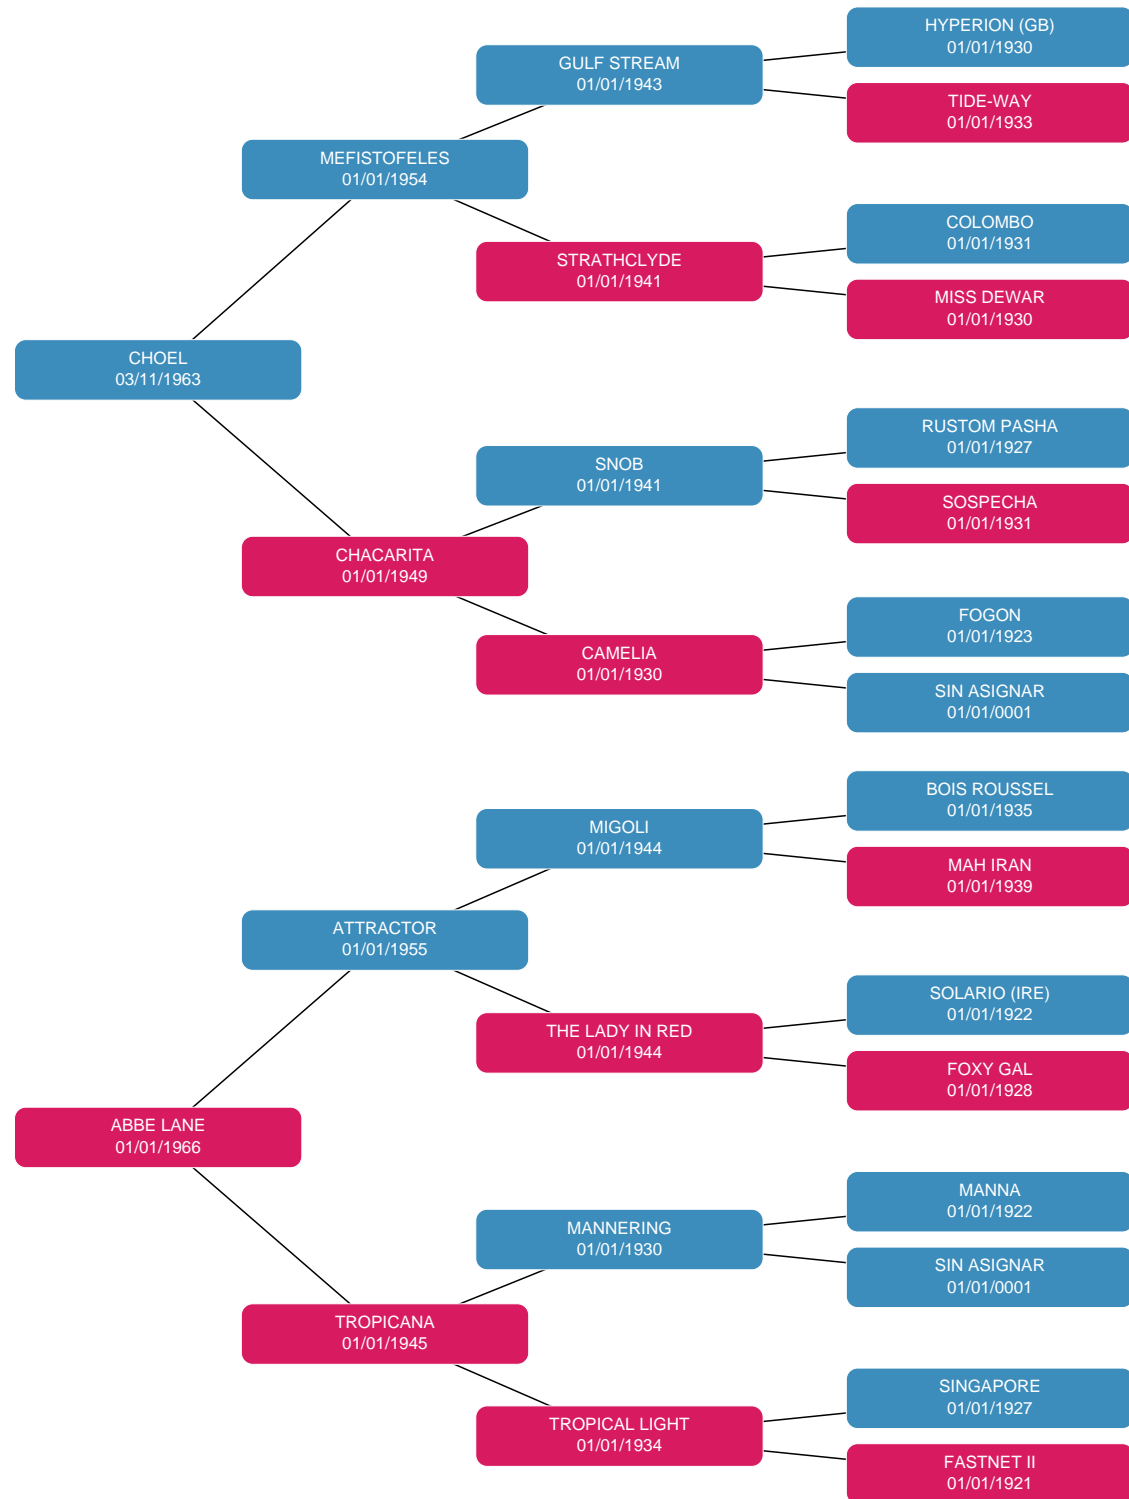 HYPERION (GB)
01/01/1930
GULF STREAM
01/01/1943
TIDE-WAY
01/01/1933
MEFISTOFELES
01/01/1954
COLOMBO
01/01/1931
STRATHCLYDE
01/01/1941
MISS DEWAR
01/01/1930
CHOEL
03/11/1963
RUSTOM PASHA
01/01/1927
SNOB
01/01/1941
SOSPECHA
01/01/1931
CHACARITA
01/01/1949
FOGON
01/01/1923
CAMELIA
01/01/1930
SIN ASIGNAR
01/01/0001
BOIS ROUSSEL
01/01/1935
MIGOLI
01/01/1944
MAH IRAN
01/01/1939
ATTRACTOR
01/01/1955
SOLARIO (IRE)
01/01/1922
THE LADY IN RED
01/01/1944
FOXY GAL
01/01/1928
ABBE LANE
01/01/1966
MANNA
01/01/1922
MANNERING
01/01/1930
SIN ASIGNAR
01/01/0001
TROPICANA
01/01/1945
SINGAPORE
01/01/1927
TROPICAL LIGHT
01/01/1934
FASTNET II
01/01/1921